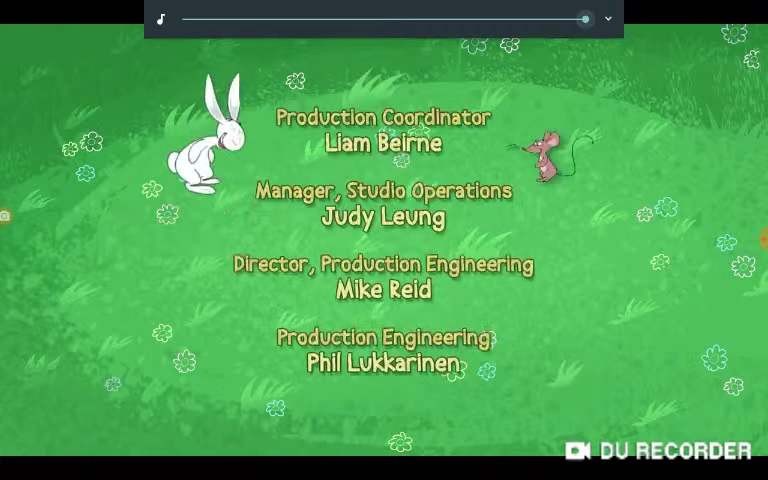 Production Coordinator
Liam Beirne
Manager, Studio Operations
Judy Leung
Director, Production Engineering
Mike Reid
Production Engineering
Phil Lukkarinen
DU RECORDER